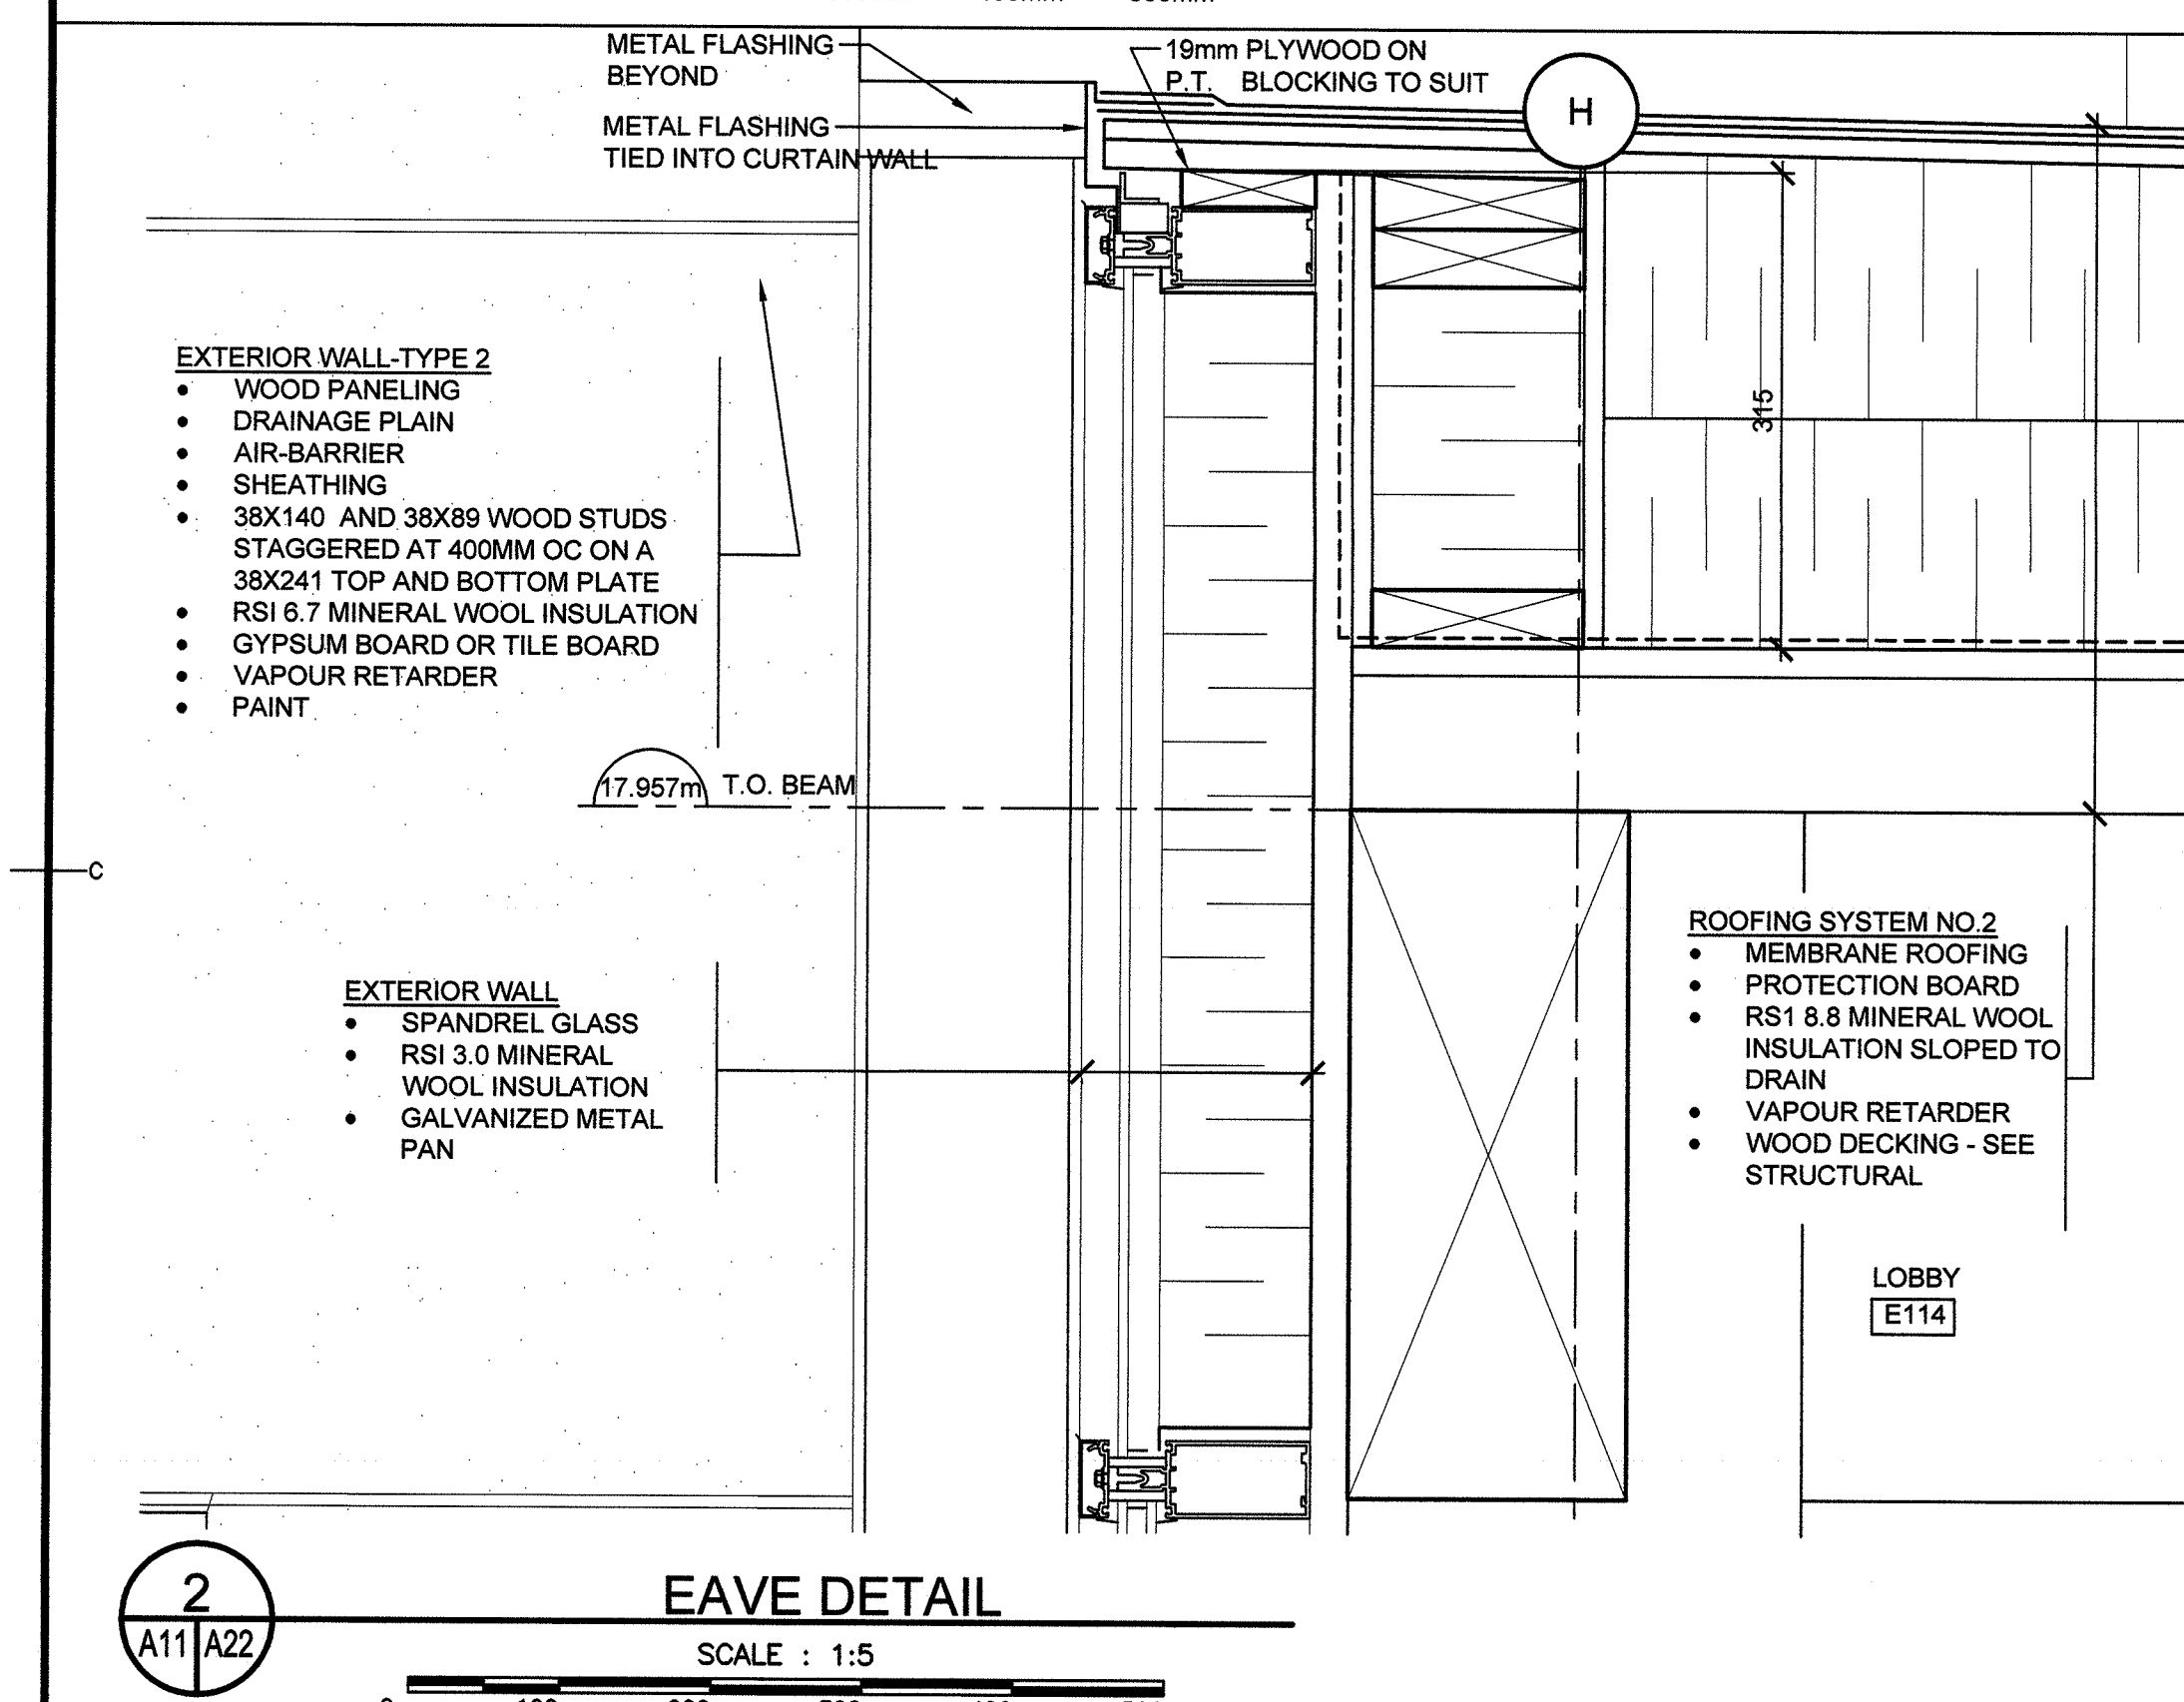 METAL FLASHING
BEYOND
19mm PLYWOOD ON
P.T. BLOCKING TO SUIT
H
METAL FLASHING
TIED INTO CURTAIN WALL
EXTERIOR WALL-TYPE 2
• WOOD PANELING
• DRAINAGE PLAIN
• AIR-BARRIER
• SHEATHING
• 38X140 AND 38X89 WOOD STUDS
STAGGERED AT 400MM OC ON A
38X241 TOP AND BOTTOM PLATE
• RSI 6.7 MINERAL WOOL INSULATION
• GYPSUM BOARD OR TILE BOARD
• VAPOUR RETARDER
• PAINT
315
17.957m T.O. BEAM
C
EXTERIOR WALL
• SPANDREL GLASS
• RSI 3.0 MINERAL
WOOL INSULATION
• GALVANIZED METAL
PAN
ROOFING SYSTEM NO.2
• MEMBRANE ROOFING
• PROTECTION BOARD
• RS1 8.8 MINERAL WOOL
INSULATION SLOPED TO
DRAIN
• VAPOUR RETARDER
• WOOD DECKING - SEE
STRUCTURAL
LOBBY
E114
2
A11 A22
EAVE DETAIL
SCALE : 1:5